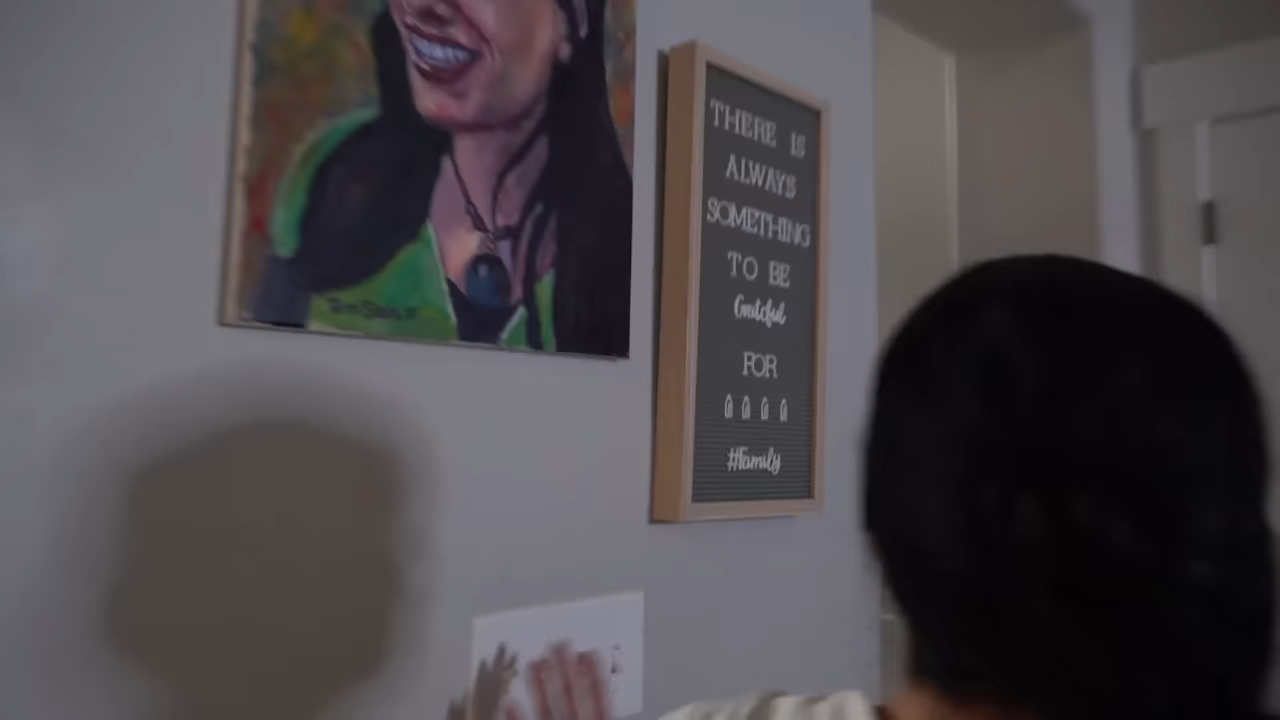 THERE IS
ALWAYS
SOMETHING
TO BE
Grateful
FOR
#Family